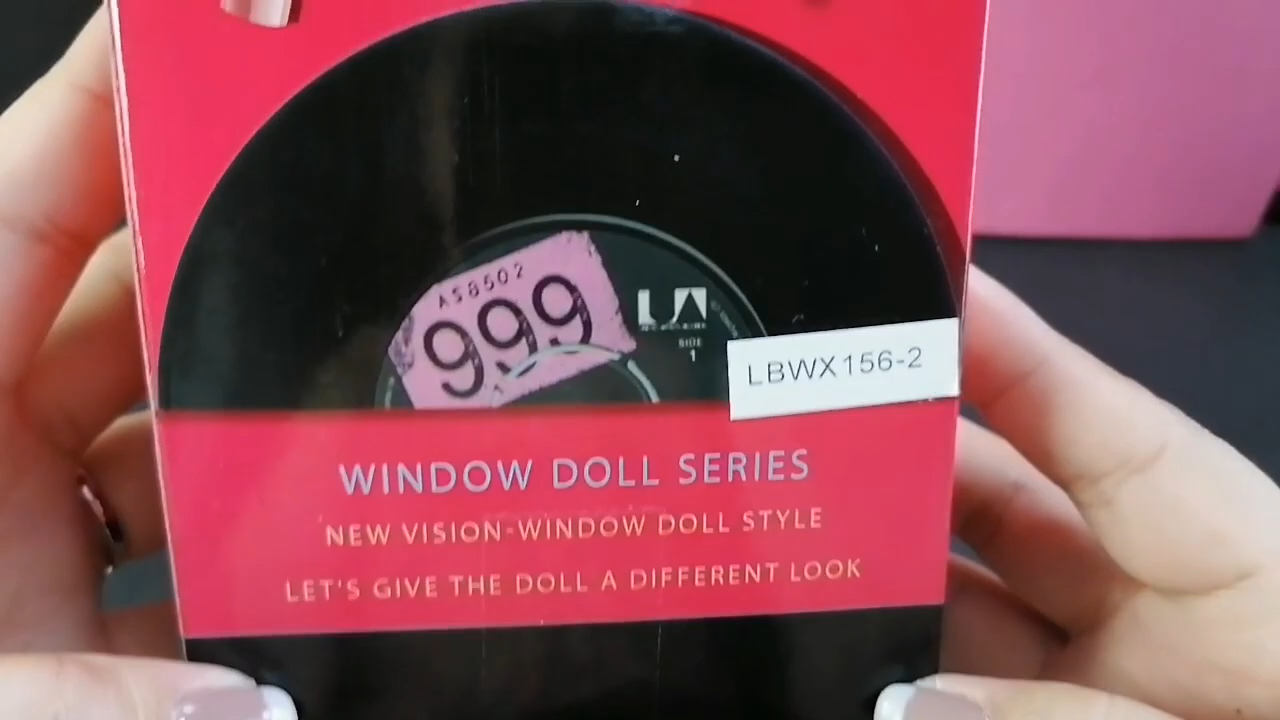 AS8502
999
UA
SIDE
1
LBWX156-2
WINDOW DOLL SERIES
NEW VISION-WINDOW DOLL STYLE
LET'S GIVE THE DOLL A DIFFERENT LOOK